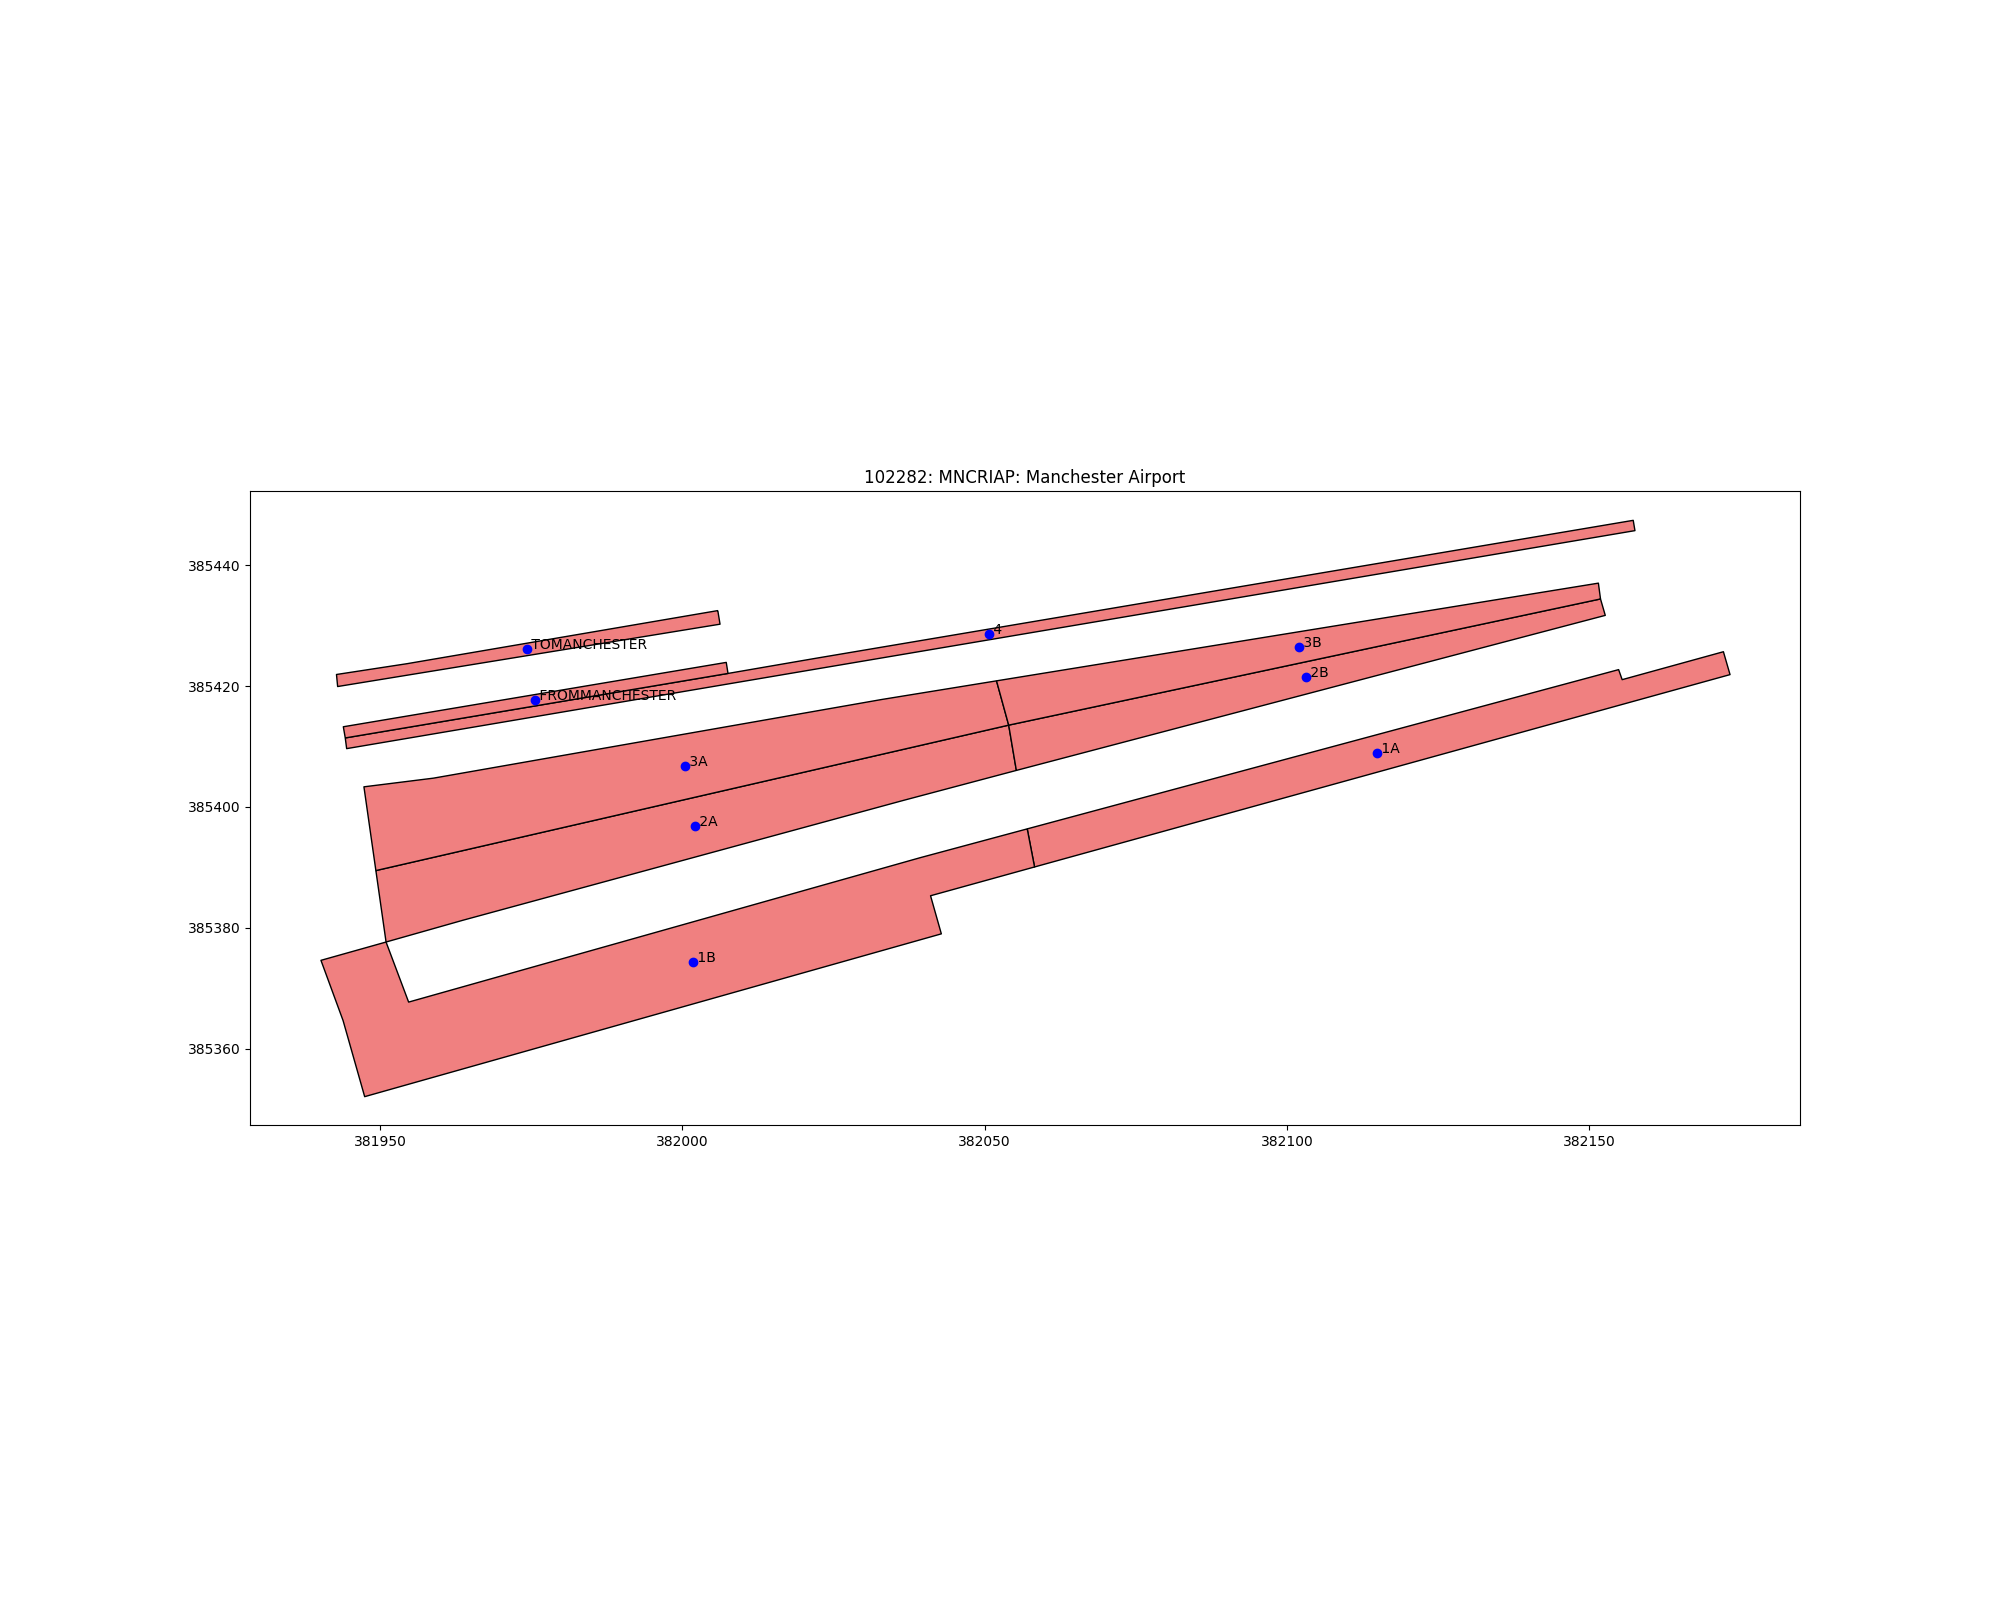 102282: MNCRIAP: Manchester Airport
385440
385420
385400
385380
385360
TOMANCHESTER
4
3B
2B
FROMMANCHESTER
1A
3A
2A
1B
381950
382000
382050
382100
382150